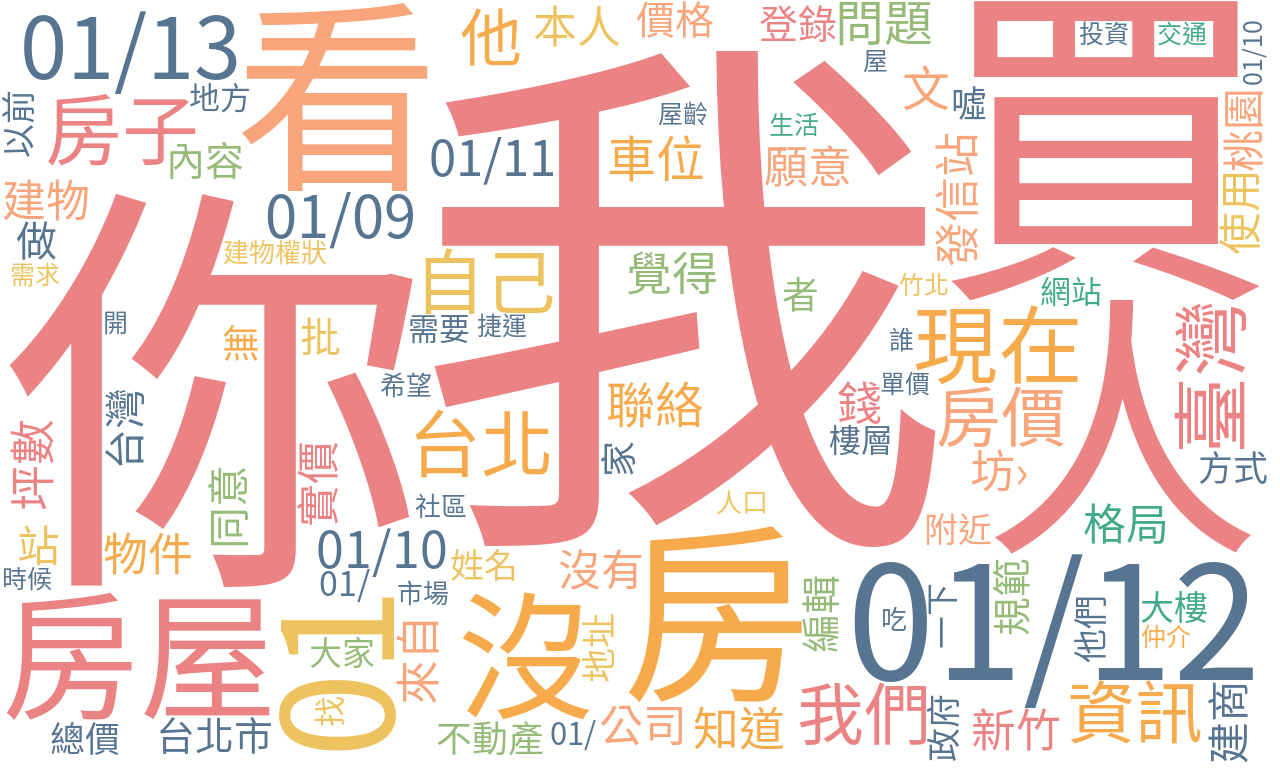 01/13
看
他
本人
價格
登錄
問題
買
投資
交通
01/10
屋
以前
地方
房子
文
噓
桃園
屋齡
生活
內容
01/11
車位
願意
發信站
我
你
建物
01/09
使用
做
建物權狀
需求
自己
覺得
者
竹北
網站
開
無
批
需要
捷運
誰
現在
臺灣
希望
單價
台灣
台北
聯絡
錢
房價
人
坪數
同意
實價
家
樓層
坊›
方式
社區
人口
附近
格局
站
物件
01/10
姓名
沒有
房
01/12
時候
01/
市場
編輯
吃
一下
規範
他們
大樓
仲介
房屋
01
大家
來自
沒
地址
找
我們
政府
新竹
資訊
建商
總價
台北市
不動產
01/
公司
知道